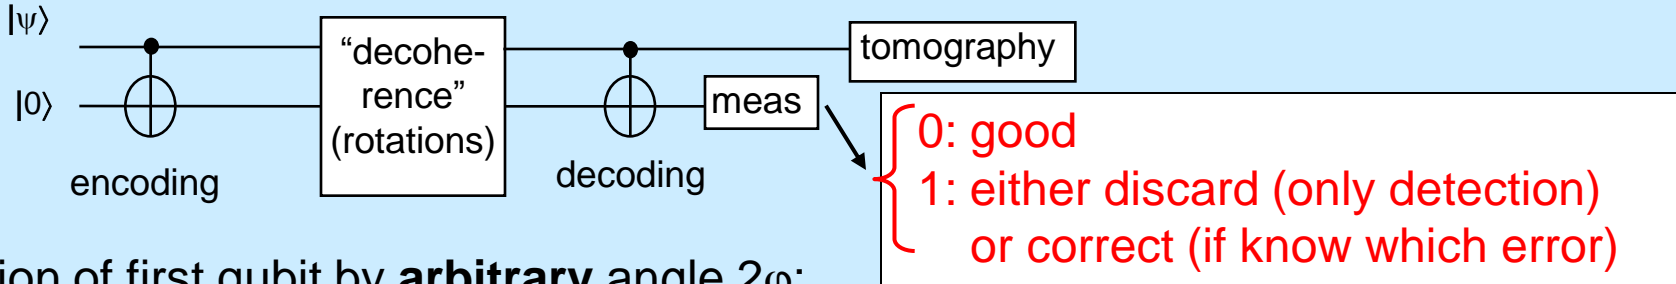 |ψ⟩
|0⟩
encoding
“decohe-
rence”
(rotations)
decoding
meas
tomography
0: good
1: either discard (only detection)
or correct (if know which error)
of first qubit by arbitrary angle 2φ: